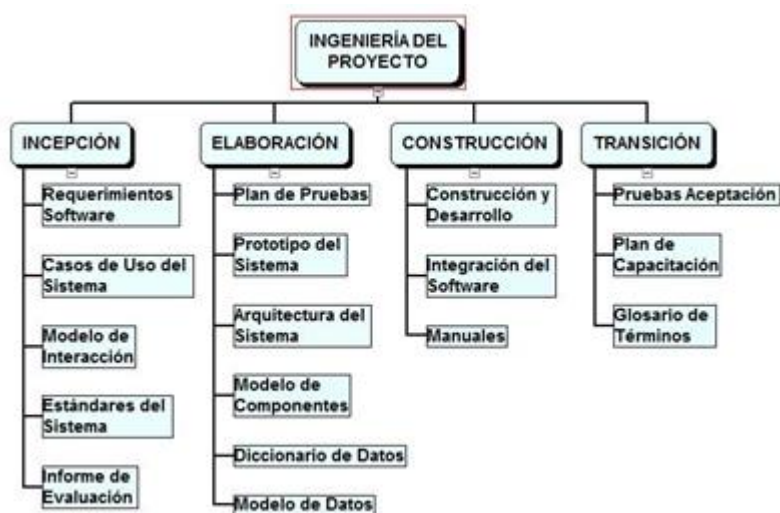 INGENIERÍA DEL
PROYECTO
INCEPCIÓN
Requerimientos
Software
Casos de Uso del
Sistema
Modelo de
Interacción
Estándares del
Sistema
Informe de
Evaluación
ELABORACIÓN
Plan de Pruebas
Prototipo del
Sistema
Arquitectura del
Sistema
Modelo de
Componentes
Diccionario de Datos
Modelo de Datos
CONSTRUCCIÓN
Construcción y
Desarrollo
Integración del
Software
Manuales
TRANSICIÓN
Pruebas Aceptación
Plan de
Capacitación
Glosario de
Términos